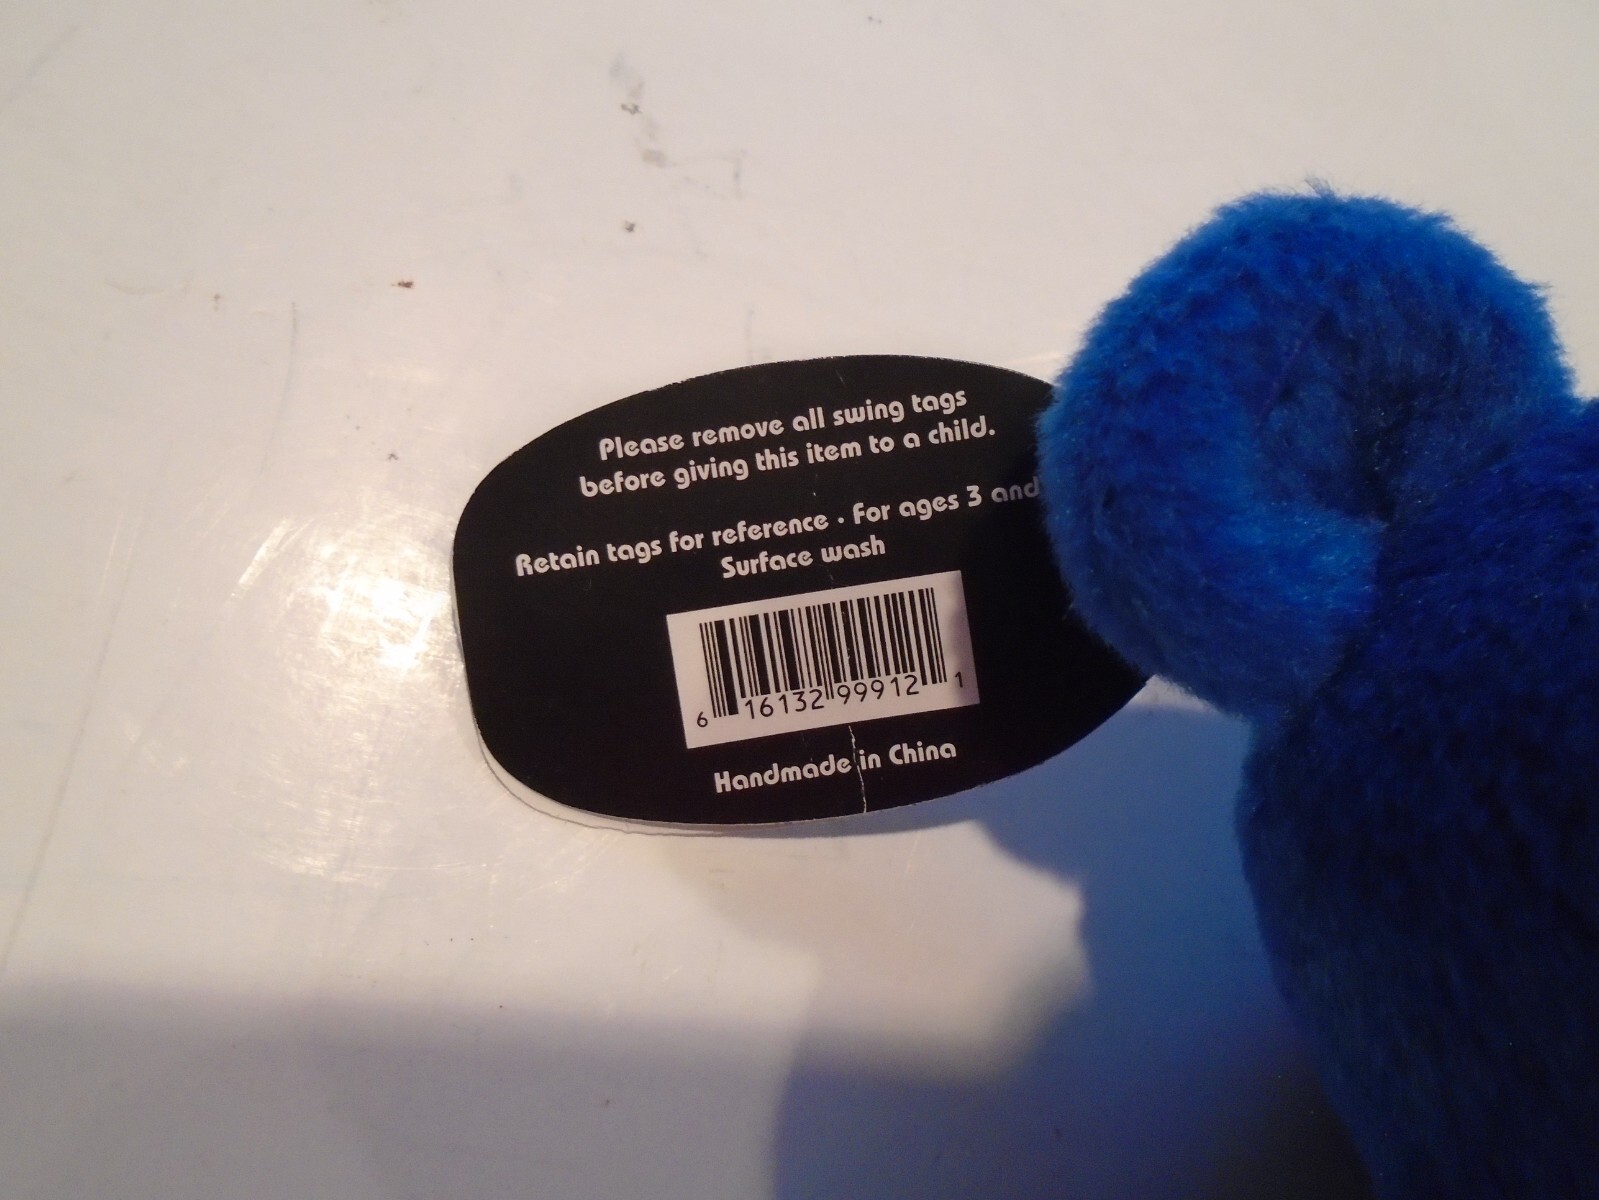 Please remove all swing tags
before giving this item to a child.
Retain tags for reference • For ages 3 and
Surface wash
6 16132 99912 1
Handmade in China